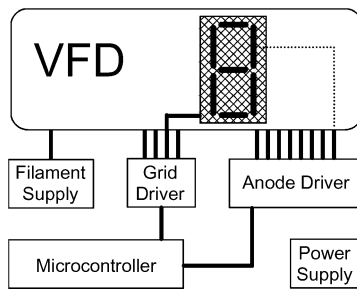 VFD
Filament
Supply
Grid
Driver
Anode Driver
Microcontroller
Power
Supply